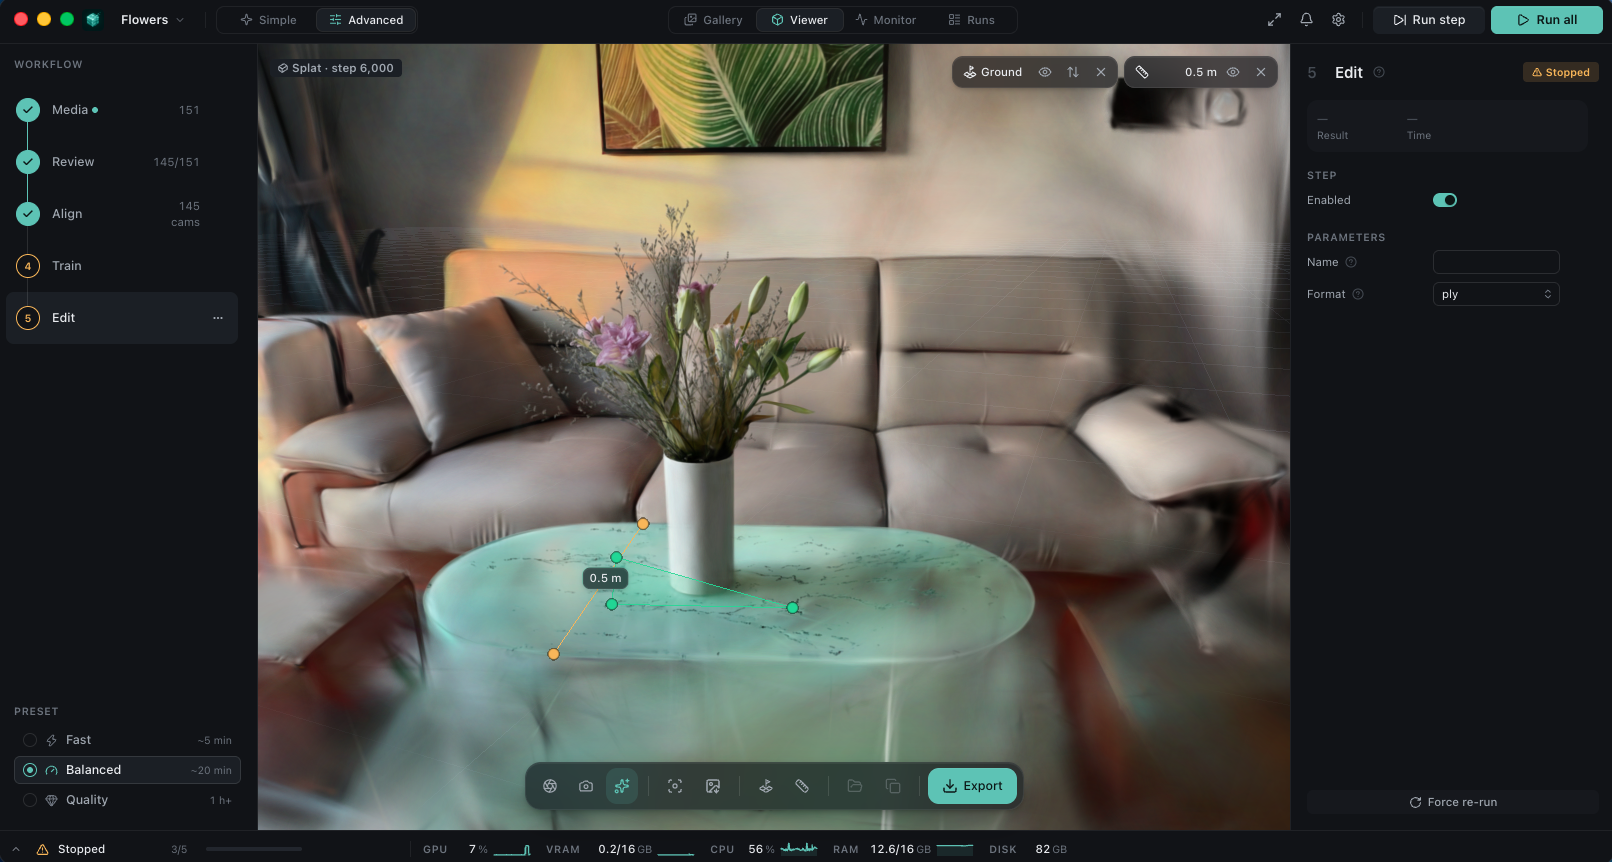 Flowers
Simple
Advanced
Gallery
Viewer
Monitor
Runs
Run step
Run all
WORKFLOW
Media
151
Review
145/151
Align
145
cams
4
Train
5
Edit
PRESET
Fast
~5 min
Balanced
~20 min
Quality
1 h+
Splat · step 6,000
Ground
0.5 m
0.5 m
Export
5
Edit
Stopped
—
—
Result
Time
STEP
Enabled
PARAMETERS
Name
Format
ply
Force re-run
Stopped
3/5
GPU
7 %
VRAM
0.2/16 GB
CPU
56 %
RAM
12.6/16 GB
DISK
82 GB